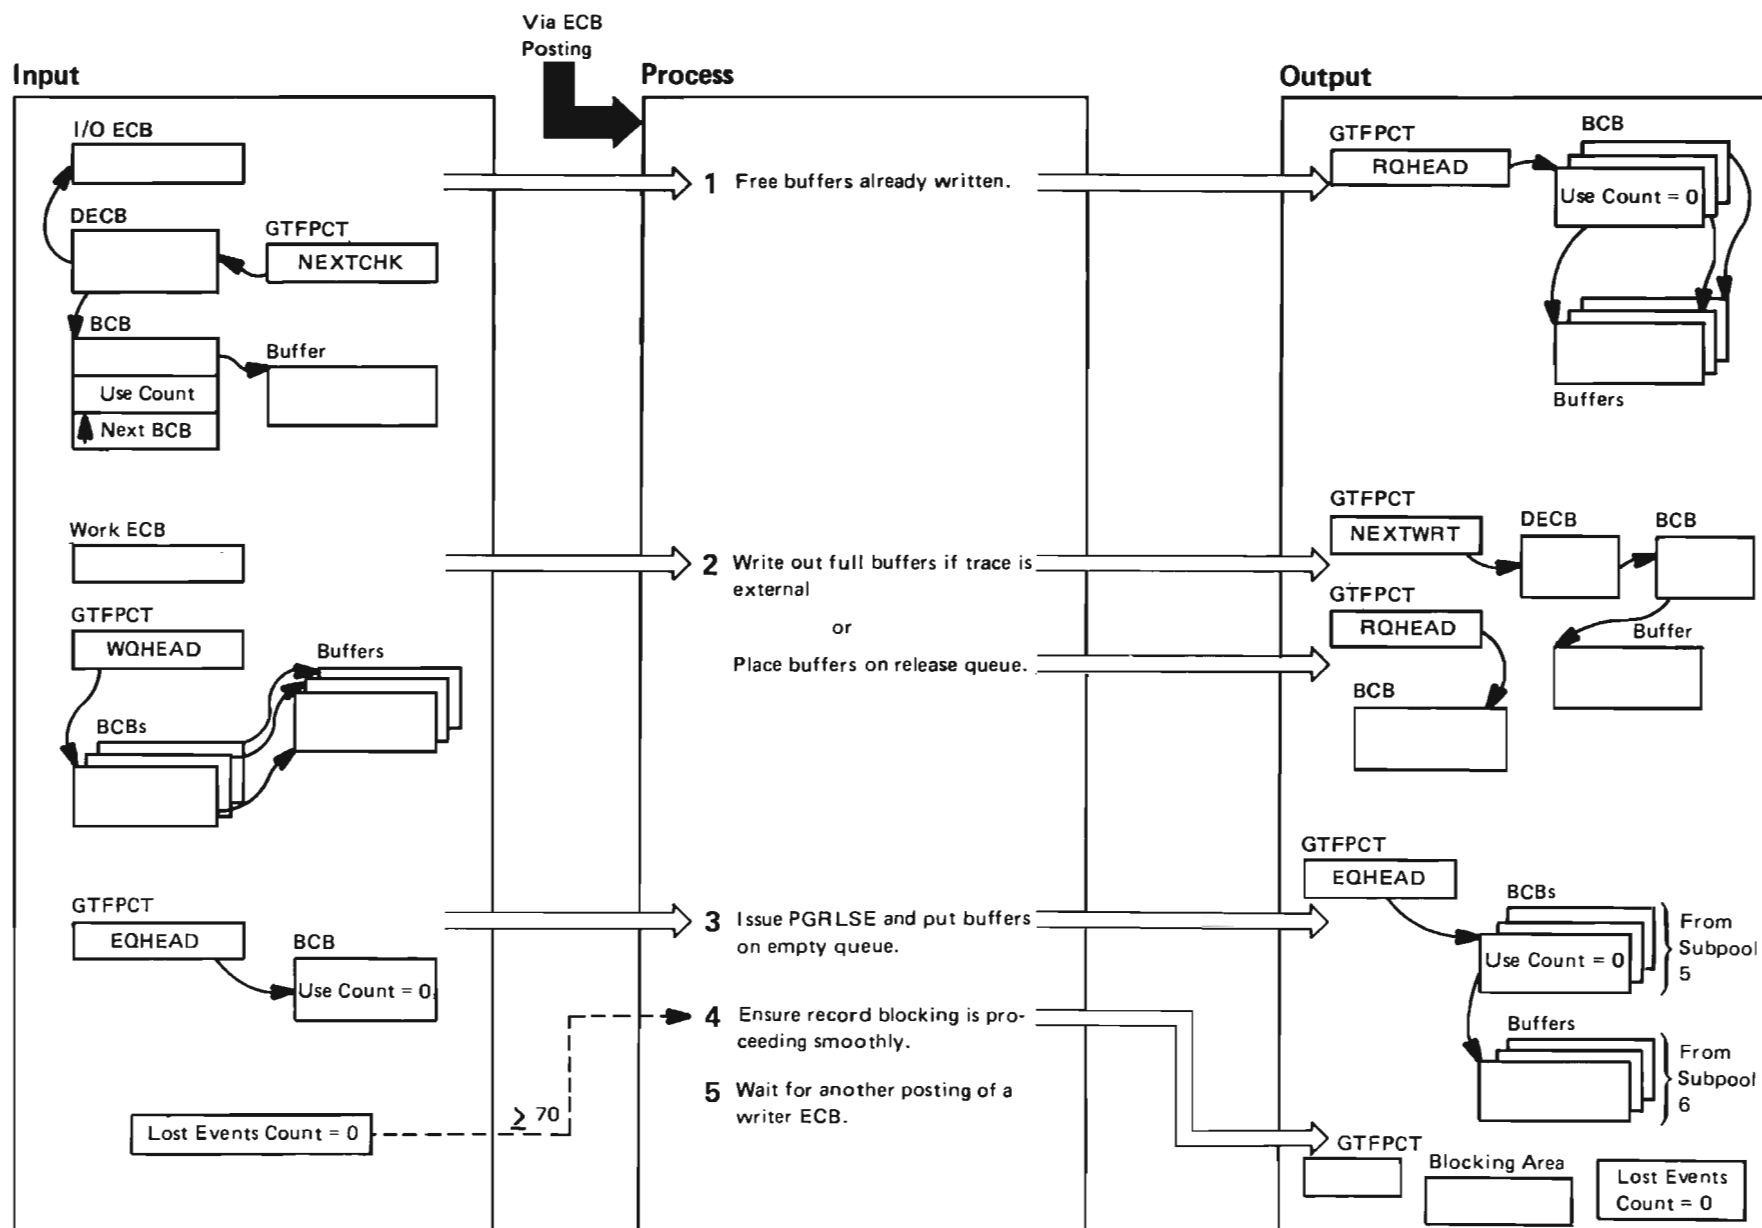 Via ECB
Posting
Input
Process
Output
I/O ECB
DECB
GTFPCT
NEXTCHK
BCB
Buffer
Use Count
Next BCB
1 Free buffers already written.
GTFPCT
RQHEAD
BCB
Use Count = 0
Buffers
Work ECB
GTFPCT
WQHEAD
Buffers
BCBs
2 Write out full buffers if trace is
external
or
Place buffers on release queue.
GTFPCT
NEXTWRT
DECB
BCB
GTFPCT
RQHEAD
Buffer
BCB
GTFPCT
EQHEAD
BCB
Use Count = 0
3 Issue PGRLSE and put buffers
on empty queue.
GTFPCT
EQHEAD
BCBs
Use Count = 0
From
Subpool
5
Buffers
From
Subpool
6
4 Ensure record blocking is pro-
ceeding smoothly.
5 Wait for another posting of a
writer ECB.
Lost Events Count = 0
≥ 70
GTFPCT
Blocking Area
Lost Events
Count = 0